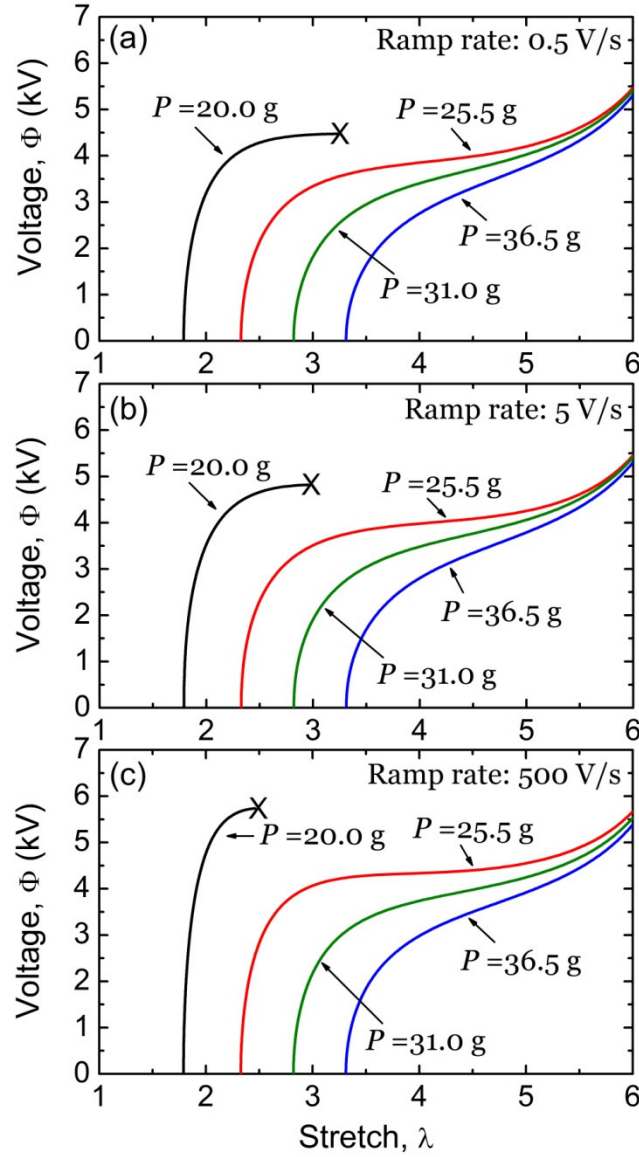 (a)
Ramp rate: 0.5 V/s
P =20.0 g
P =25.5 g
P =36.5 g
P =31.0 g
X
Voltage, Φ (kV)
7
6
5
4
3
2
1
0
1 2 3 4 5 6
(b)
Ramp rate: 5 V/s
P =20.0 g
P =25.5 g
P =36.5 g
P =31.0 g
X
Voltage, Φ (kV)
7
6
5
4
3
2
1
0
1 2 3 4 5 6
(c)
Ramp rate: 500 V/s
P =20.0 g
P =25.5 g
P =36.5 g
P =31.0 g
X
Voltage, Φ (kV)
7
6
5
4
3
2
1
0
1 2 3 4 5 6
Stretch, λ